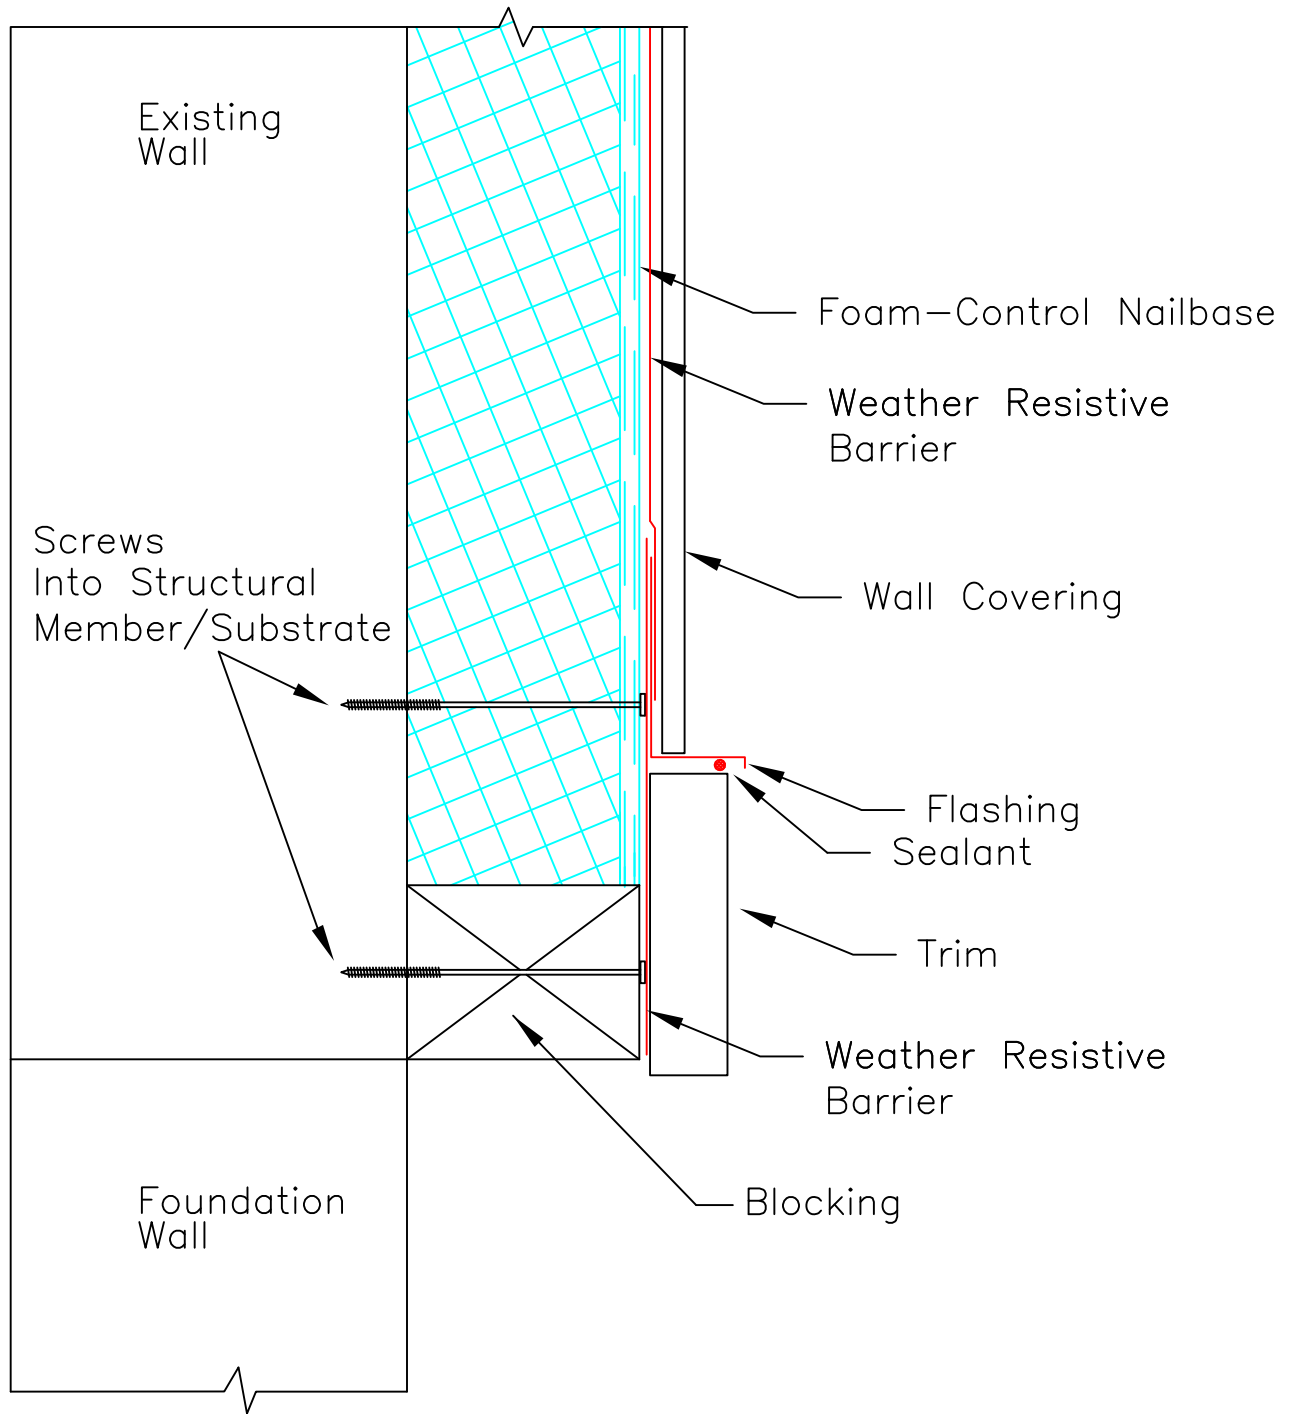 Existing
Wall
Foam-Control Nailbase
Weather Resistive
Barrier
Screws
Into Structural
Member/Substrate
Wall Covering
Flashing
Sealant
Trim
Weather Resistive
Barrier
Foundation
Wall
Blocking